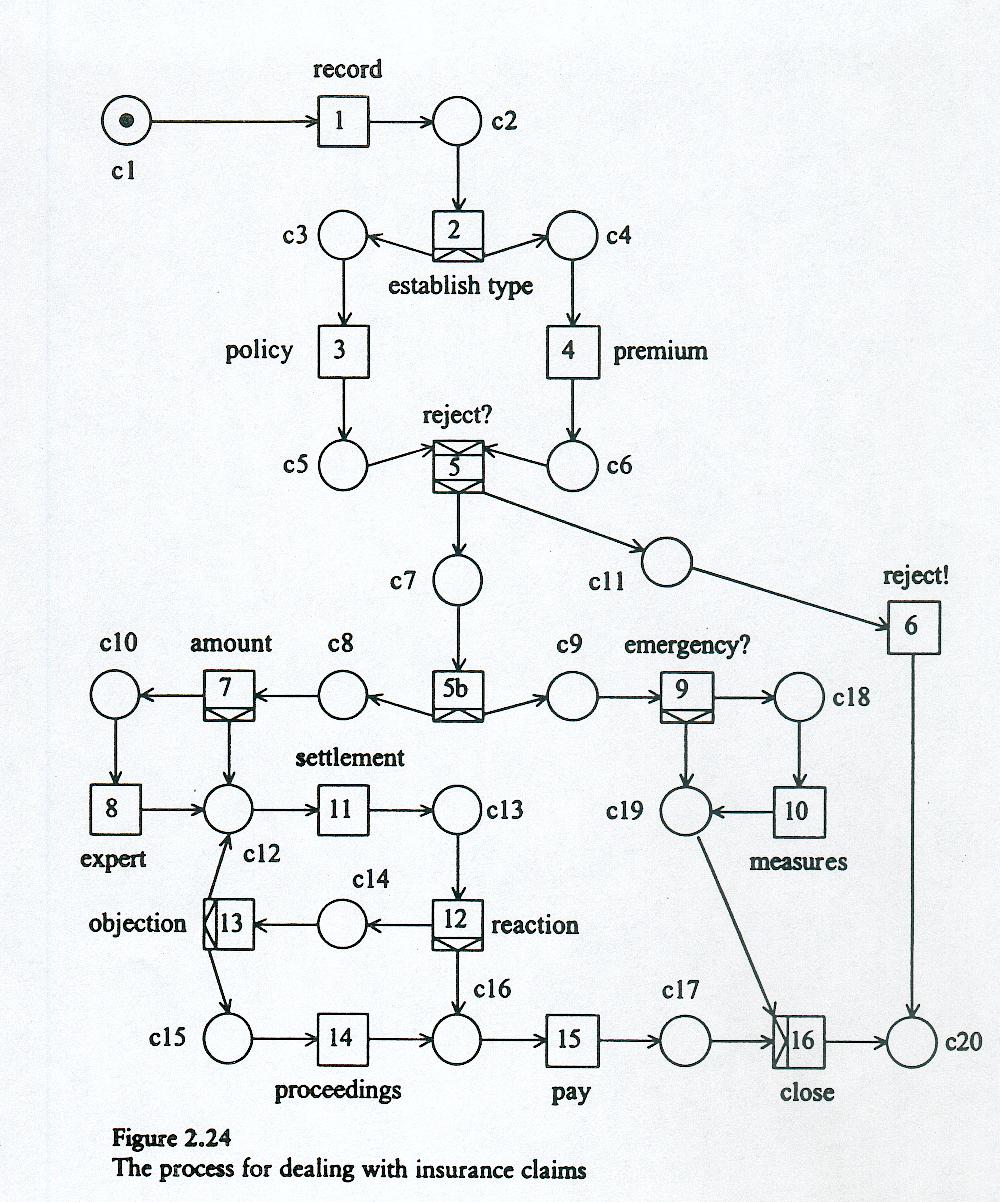 record
1
c2
c1
c3
2
c4
establish type
policy
3
4
premium
reject?
c5
5
c6
c7
c11
reject!
6
c10
amount
c8
c9
emergency?
7
5b
9
c18
settlement
8
11
c13
c19
10
expert
c12
measures
c14
objection
13
12
reaction
c16
c17
c15
14
15
16
c20
proceedings
pay
close
Figure 2.24
The process for dealing with insurance claims